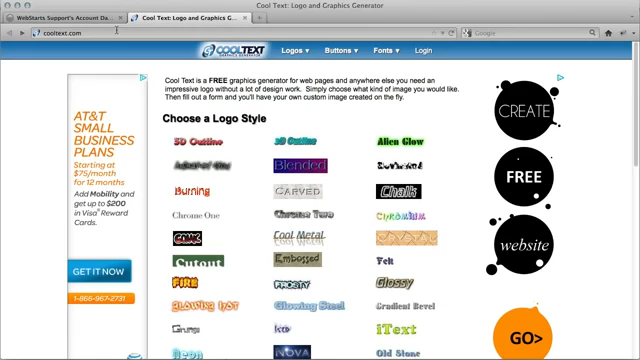 Cool Text: Logo and Graphics Generator
WebStarts Support's Account Da...
Cool Text: Logo and Graphics G...
cooltext.com
Google
COOLTEXT
GRAPHICS GENERATOR
Logos ▾
Buttons ▾
Fonts ▾
Login
Cool Text is a FREE graphics generator for web pages and anywhere else you need an
impressive logo without a lot of design work. Simply choose what kind of image you would like.
Then fill out a form and you'll have your own custom image created on the fly.
Choose a Logo Style
3D Outline
3D Outline
Alien Glow
Blended
Burning
CARVED
Chalk
Chrome One
Chrome Two
CHROMINIUM
COMIC
Cool Metal
CRYSTAL
Cutout
Embossed
Felt
FIRE
FROSTY
Glossy
GLOWING HOT
Glowing Steel
Gradient Bevel
Grunge
iText
Neon
NOVA
Old Stone
AT&T
SMALL
BUSINESS
PLANS
Starting at
$75/month
for 12 months
Add Mobility and
get up to $200
in Visa® Reward
Cards.
GET IT NOW
1-866-967-2731
CREATE
FREE
website
GO>